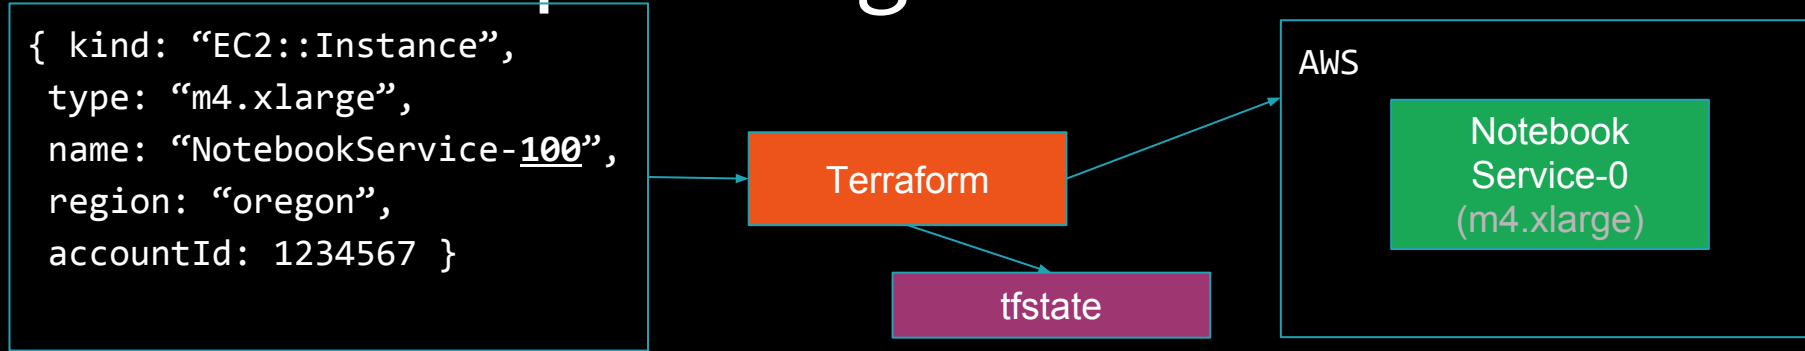 { kind: “EC2::Instance”,
type: “m4.xlarge”,
name: “NotebookService-100”,
region: “oregon”,
accountId: 1234567 }
Terraform
tfstate
AWS
Notebook
Service-0
(m4.xlarge)